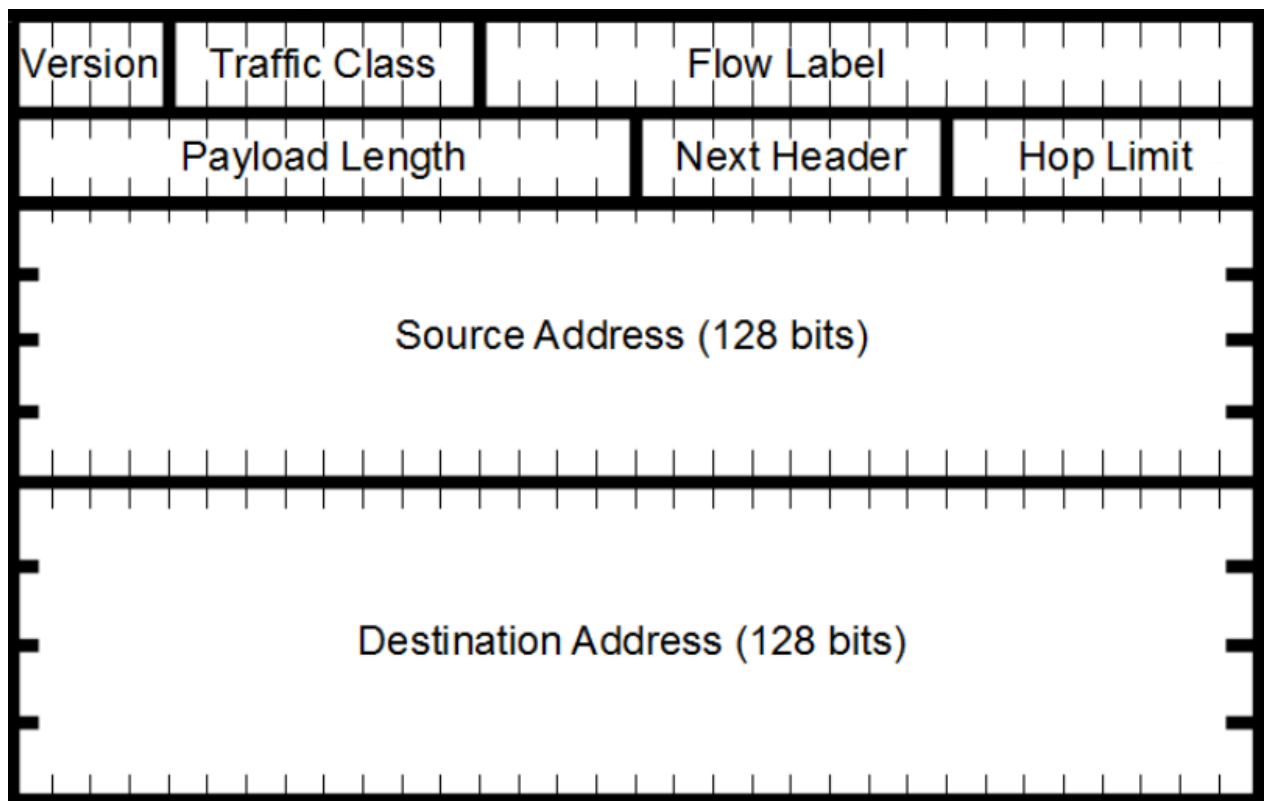 Version Traffic Class Flow Label
Payload Length Next Header Hop Limit
Source Address (128 bits)
Destination Address (128 bits)